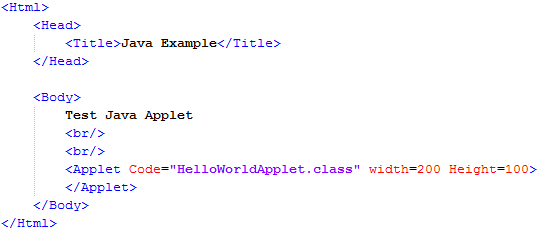 <Html>
<Head>
<Title>Java Example</Title>
</Head>
<Body>
Test Java Applet
<br/>
<br/>
<Applet Code="HelloWorldApplet.class" width=200 Height=100>
</Applet>
</Body>
</Html>